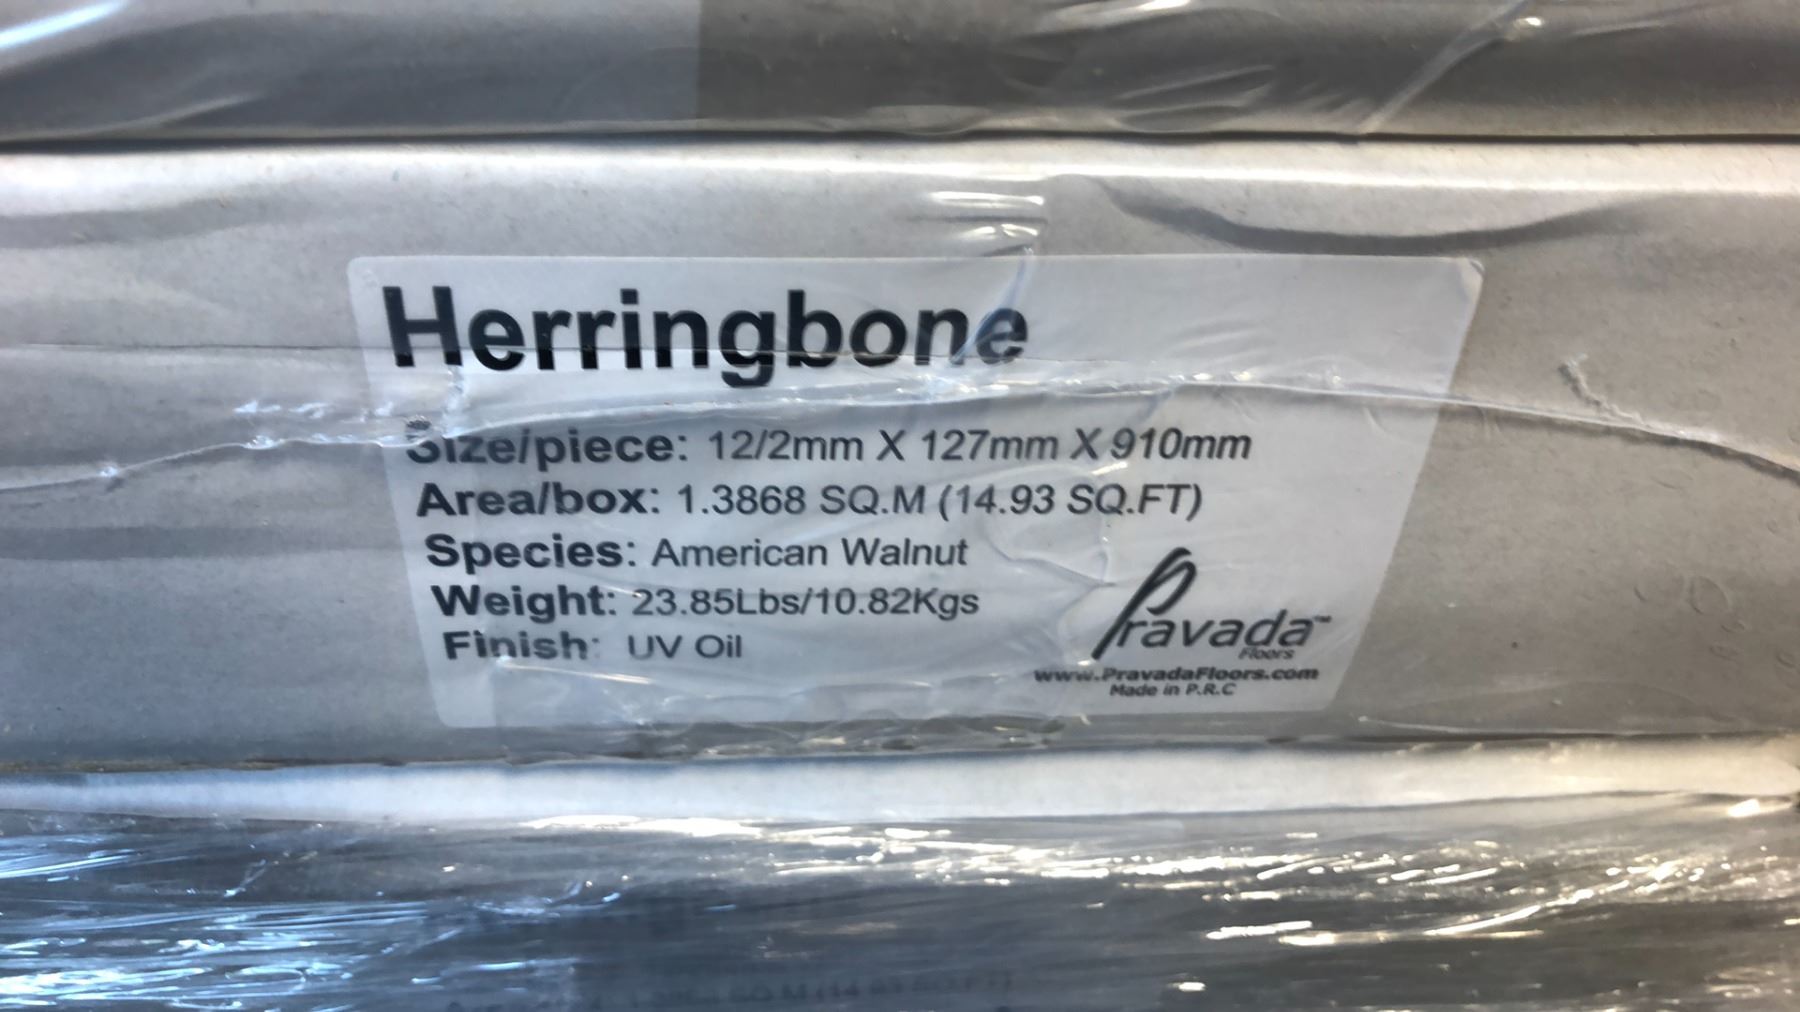 Herringbone
Size/piece: 12/2mm X 127mm X 910mm
Area/box: 1.3868 SQ.M (14.93 SQ.FT)
Species: American Walnut
Weight: 23.85Lbs/10.82Kgs
Finish: UV Oil
Pravada™
Floors
www.PravadaFloors.com
Made in P.R.C